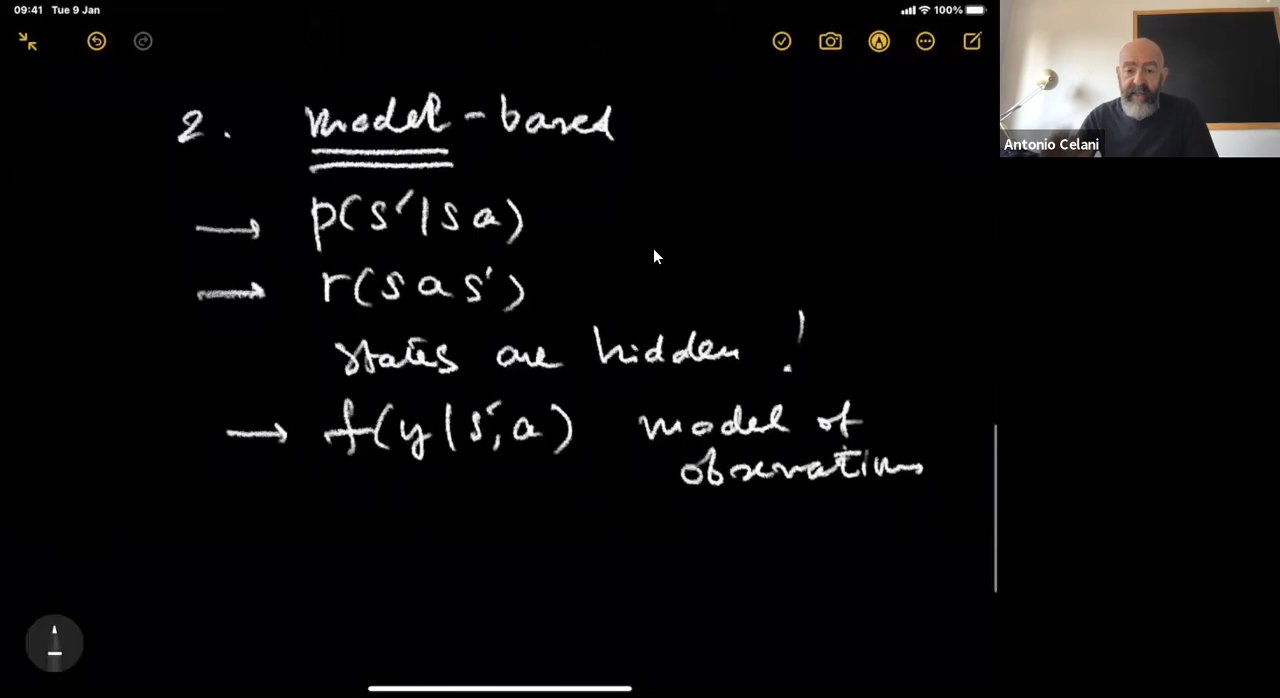 09:41 Tue 9 Jan
100%
2. model-based
→ p(s'|s a)
→ r(s a s')
states are hidden !
→ f(y|s', a) model of
observations
Antonio Celani